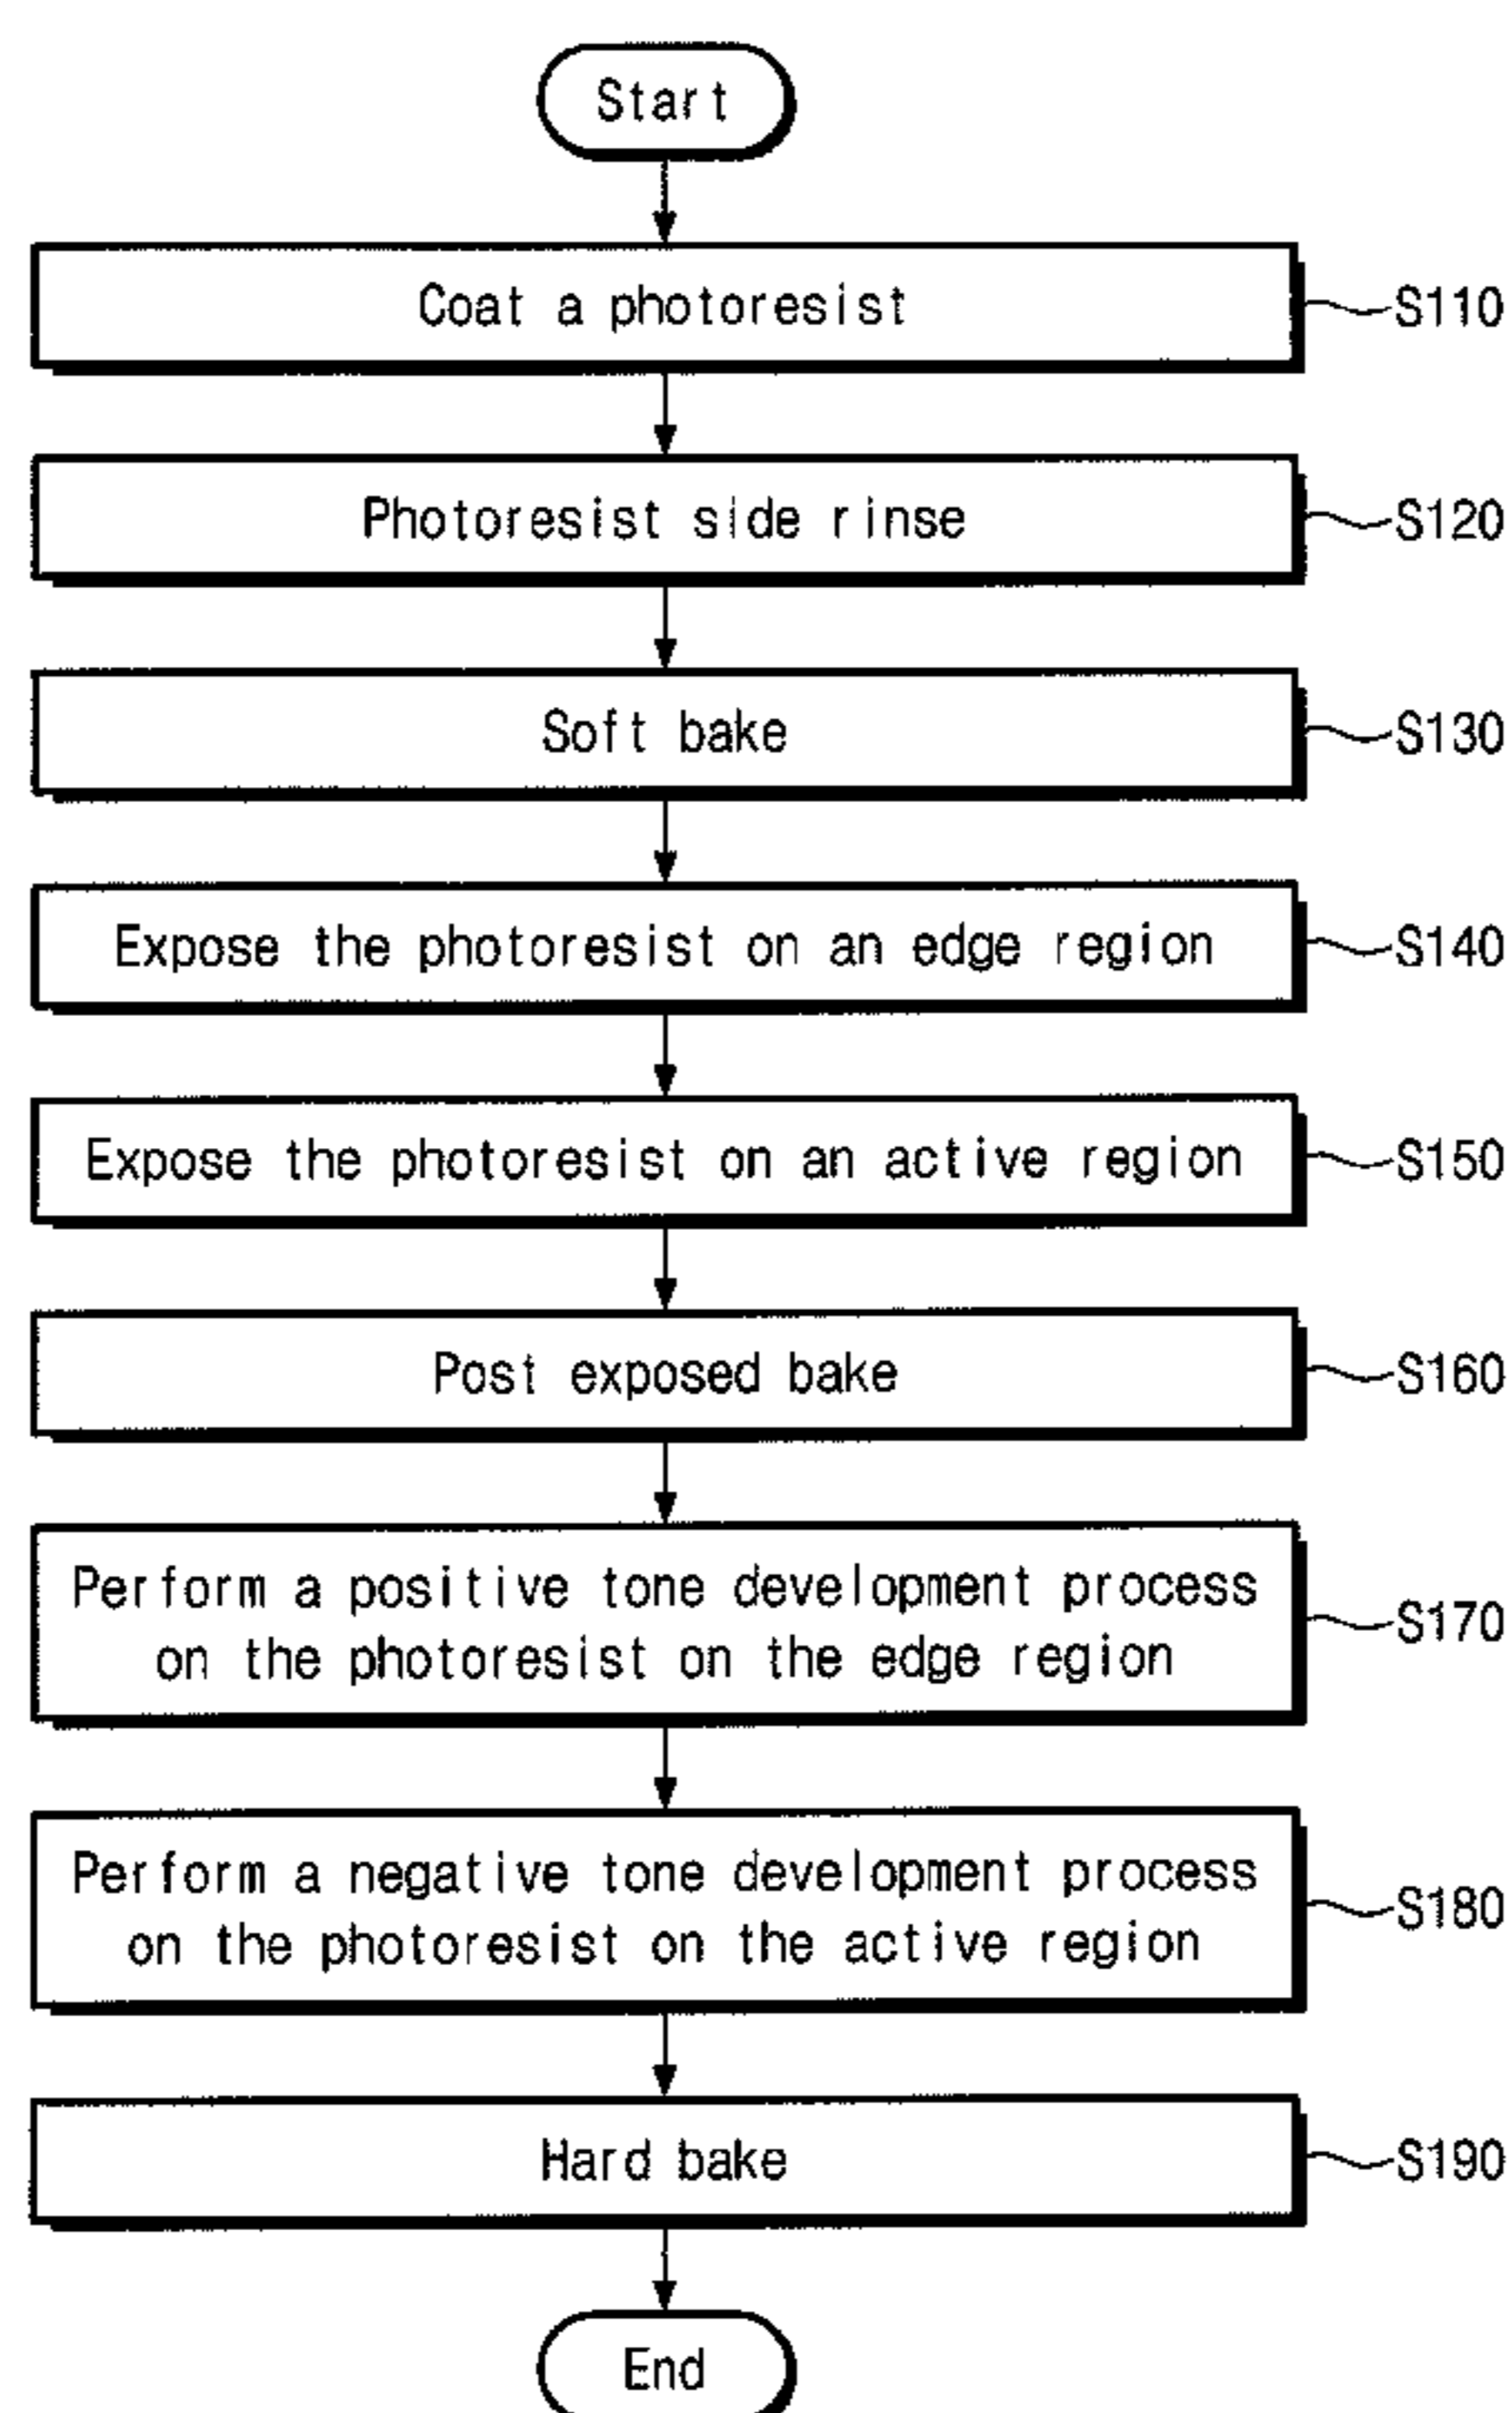 Start
Coat a photoresist
S110
Photoresist side rinse
S120
Soft bake
S130
Expose the photoresist on an edge region
S140
Expose the photoresist on an active region
S150
Post exposed bake
S160
Perform a positive tone development process
on the photoresist on the edge region
S170
Perform a negative tone development process
on the photoresist on the active region
S180
Hard bake
S190
End